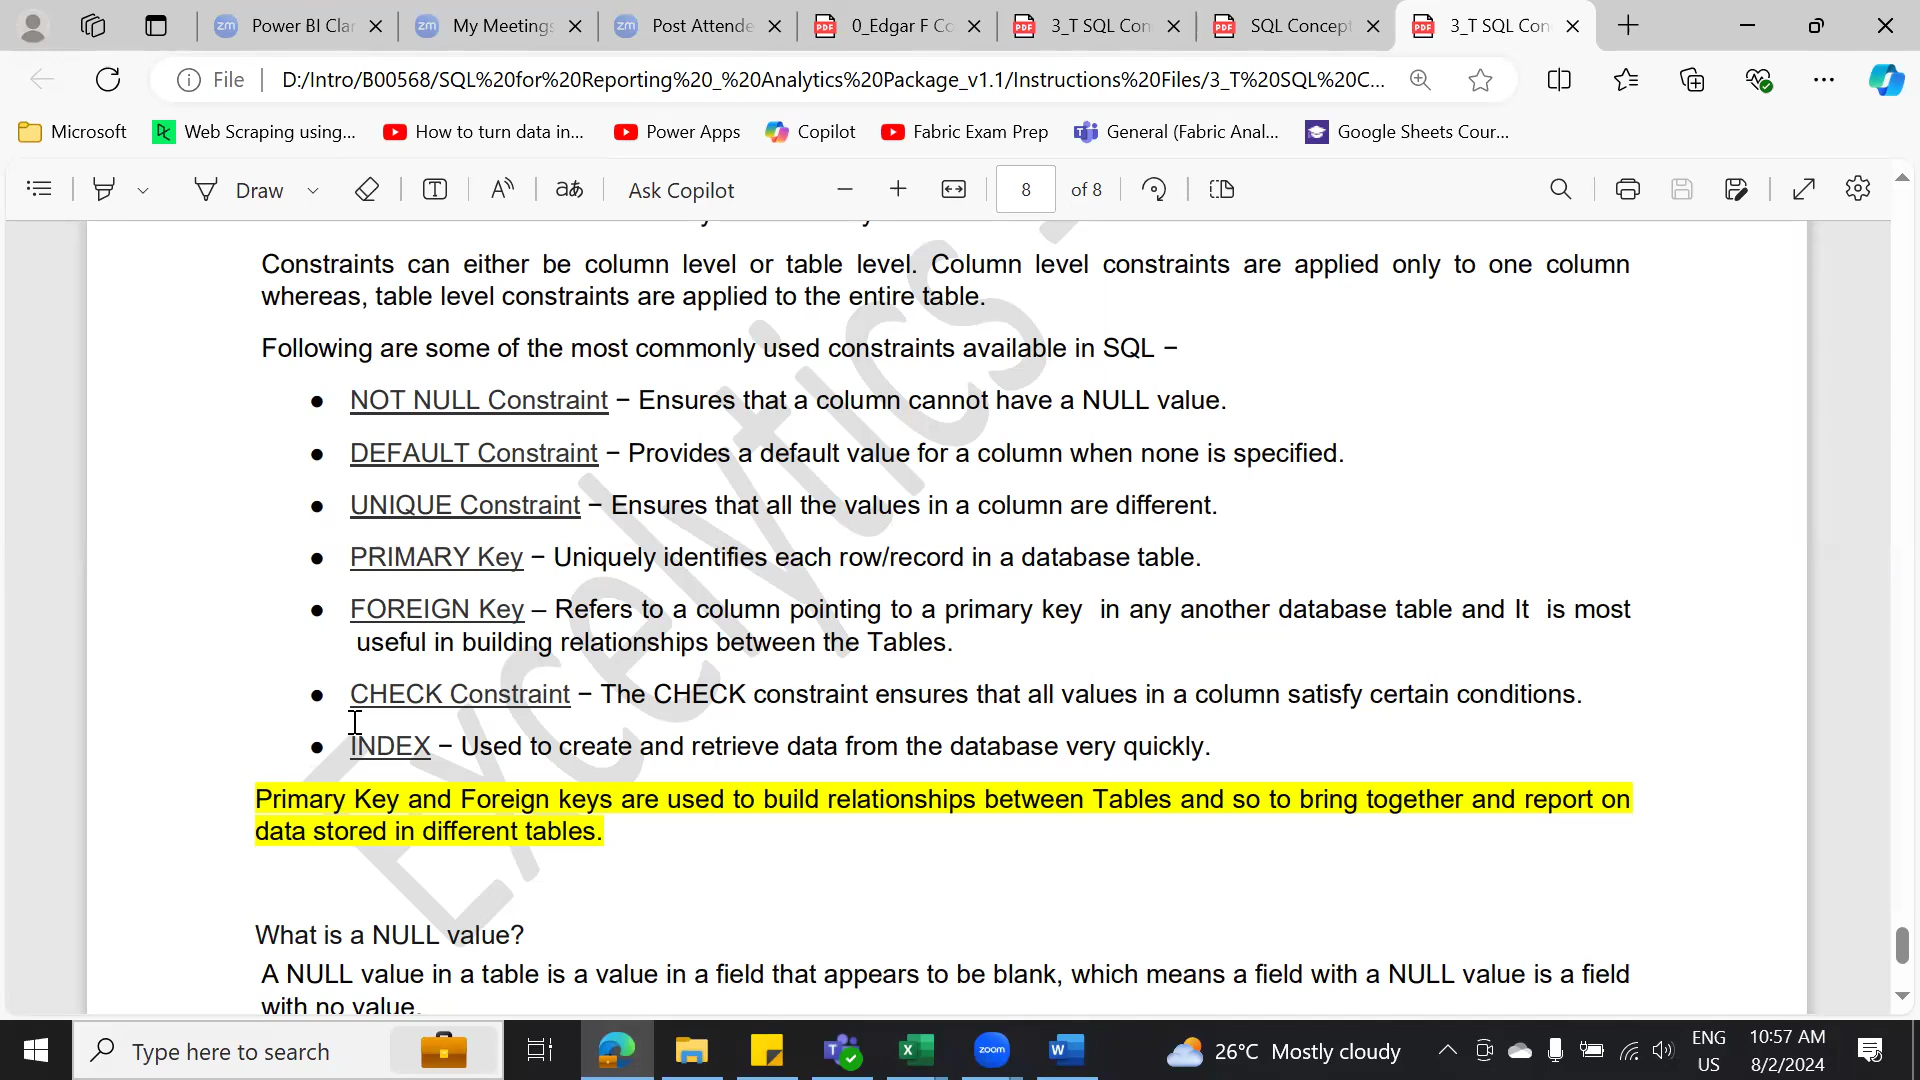 Power BI Clar
My Meetings
Post Attende
0_Edgar F Co
3_T SQL Con
SQL Concept
3_T SQL Con
File
D:/Intro/B00568/SQL%20for%20Reporting%20_%20Analytics%20Package_v1.1/Instructions%20Files/3_T%20SQL%20C...
Microsoft
Web Scraping using...
How to turn data in...
Power Apps
Copilot
Fabric Exam Prep
General (Fabric Anal...
Google Sheets Cour...
Draw
Ask Copilot
8 of 8
Constraints can either be column level or table level. Column level constraints are applied only to one column
whereas, table level constraints are applied to the entire table.
Following are some of the most commonly used constraints available in SQL −
● NOT NULL Constraint − Ensures that a column cannot have a NULL value.
● DEFAULT Constraint − Provides a default value for a column when none is specified.
● UNIQUE Constraint − Ensures that all the values in a column are different.
● PRIMARY Key − Uniquely identifies each row/record in a database table.
● FOREIGN Key – Refers to a column pointing to a primary key in any another database table and It is most
useful in building relationships between the Tables.
● CHECK Constraint − The CHECK constraint ensures that all values in a column satisfy certain conditions.
● INDEX − Used to create and retrieve data from the database very quickly.
Primary Key and Foreign keys are used to build relationships between Tables and so to bring together and report on
data stored in different tables.
What is a NULL value?
A NULL value in a table is a value in a field that appears to be blank, which means a field with a NULL value is a field
with no value.
Excelytics -
Type here to search
26°C Mostly cloudy
ENG
US
10:57 AM
8/2/2024